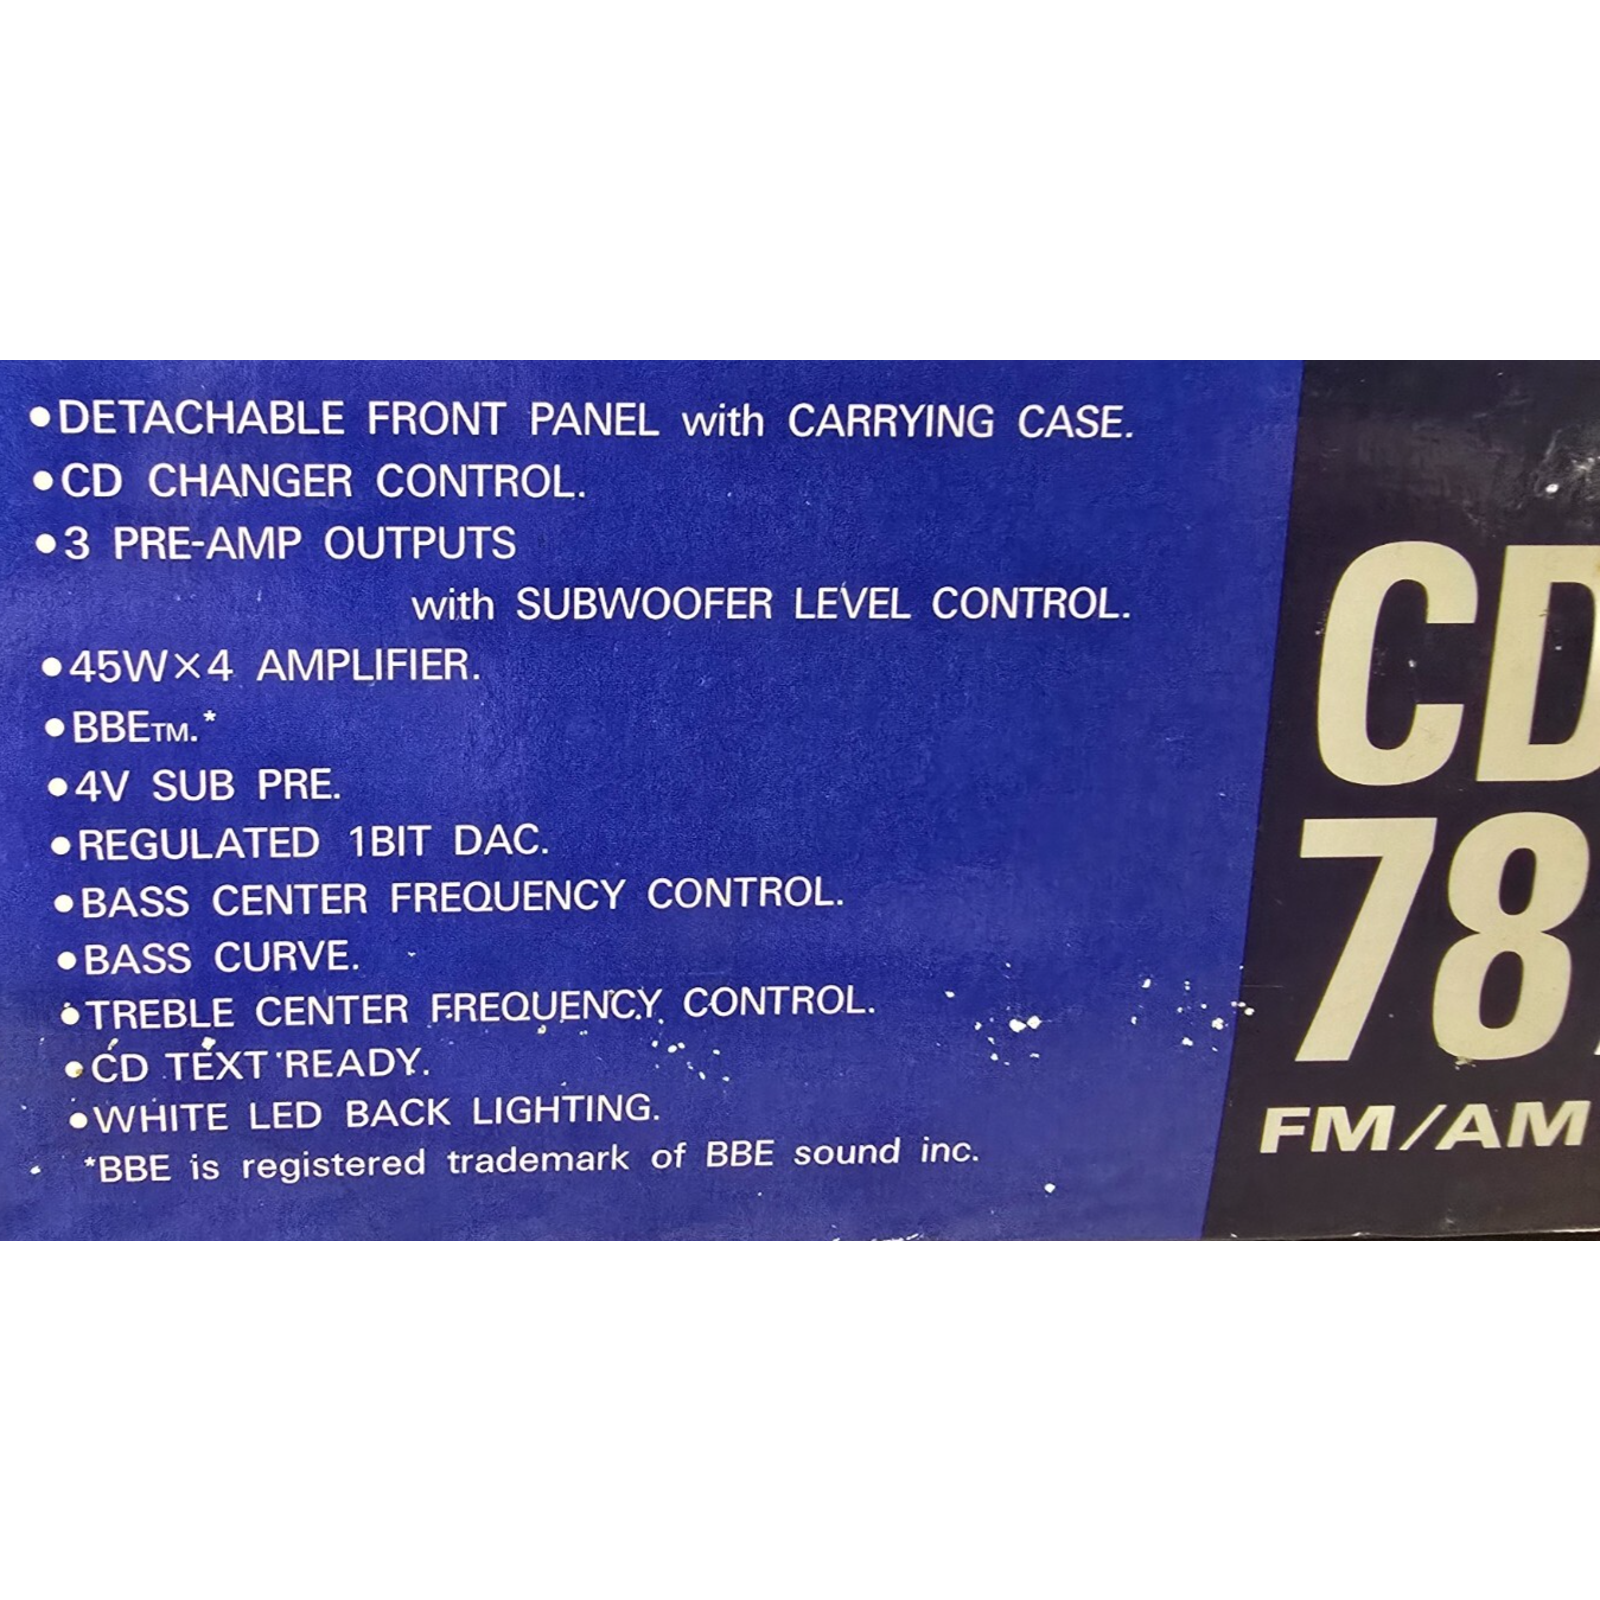 •DETACHABLE FRONT PANEL with CARRYING CASE.
•CD CHANGER CONTROL.
•3 PRE-AMP OUTPUTS
with SUBWOOFER LEVEL CONTROL.
•45W×4 AMPLIFIER.
•BBE™.*
•4V SUB PRE.
•REGULATED 1BIT DAC.
•BASS CENTER FREQUENCY CONTROL.
•BASS CURVE.
•TREBLE CENTER FREQUENCY CONTROL.
•CD TEXT READY.
•WHITE LED BACK LIGHTING.
*BBE is registered trademark of BBE sound inc.
CD
78
FM/AM